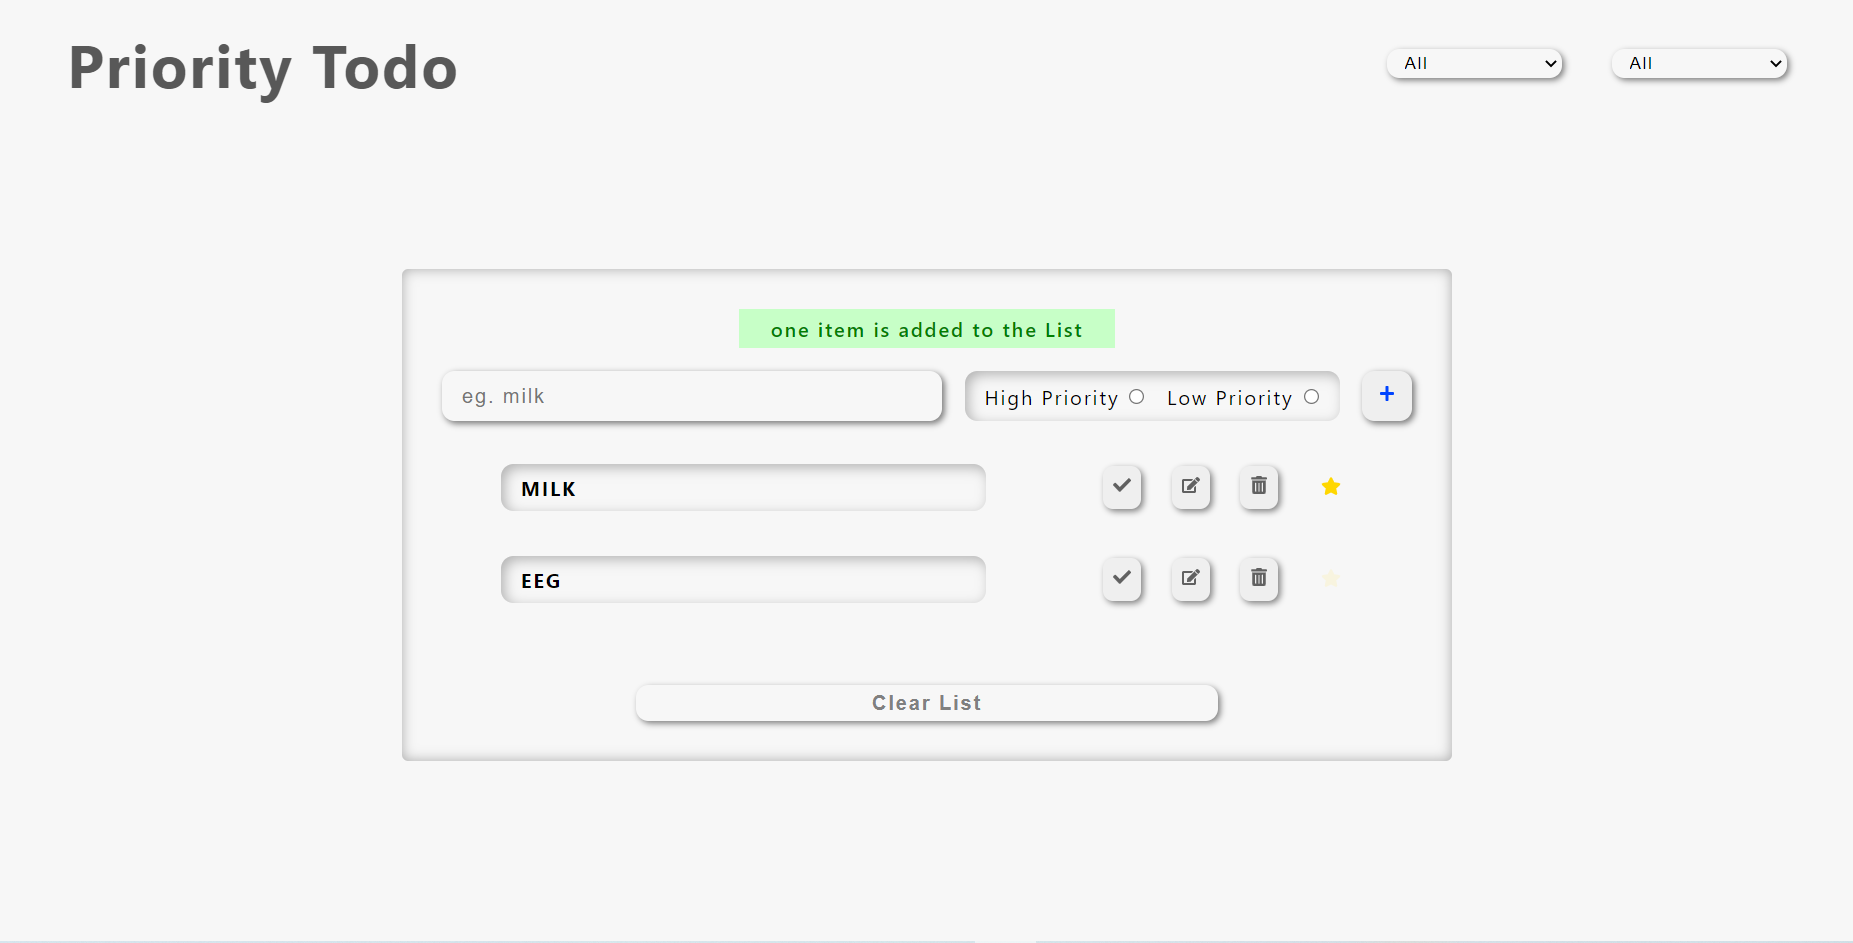 Priority Todo
All
All
one item is added to the List
eg. milk
High Priority
Low Priority
+
MILK
EEG
Clear List